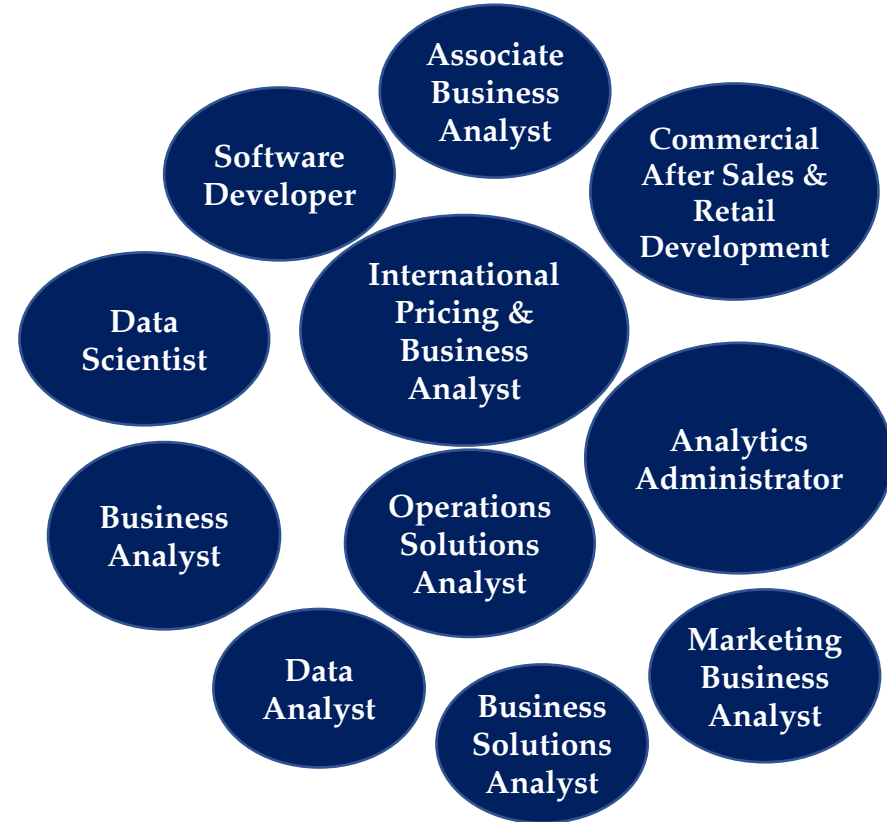 Associate
Business
Analyst
Software
Developer
Commercial
After Sales &
Retail
Development
International
Pricing &
Business
Analyst
Data
Scientist
Analytics
Administrator
Business
Analyst
Operations
Solutions
Analyst
Data
Analyst
Marketing
Business
Analyst
Business
Solutions
Analyst